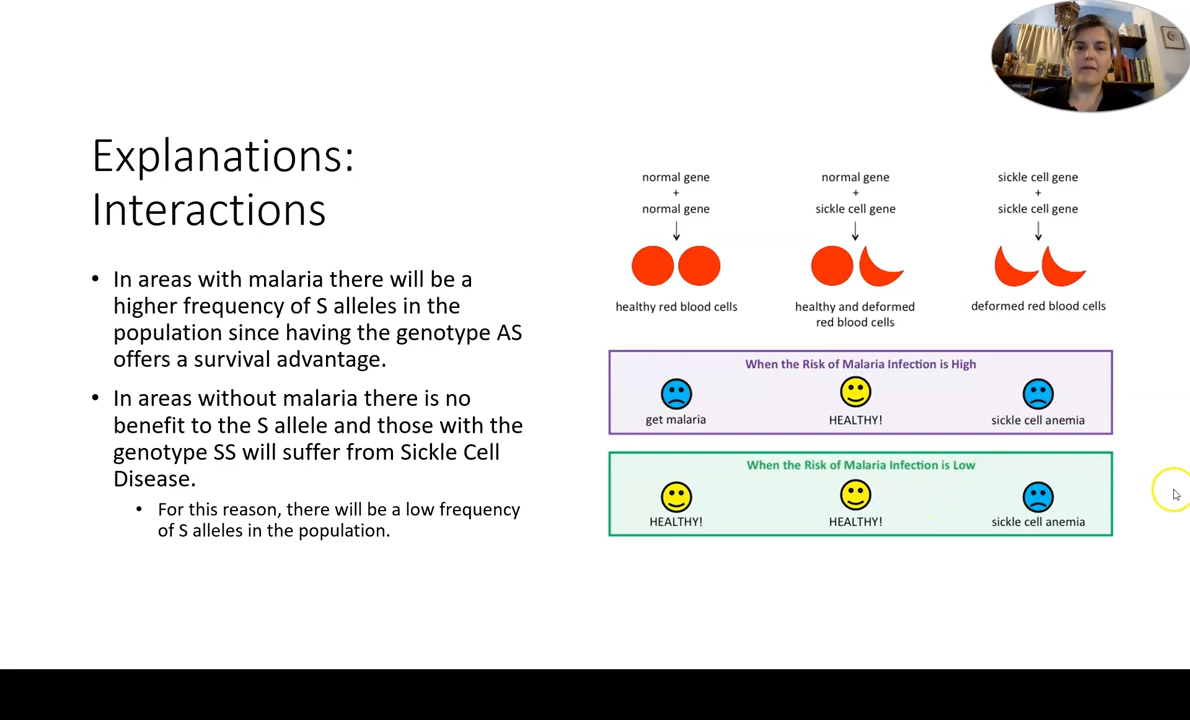 Explanations:
Interactions
• In areas with malaria there will be a
higher frequency of S alleles in the
population since having the genotype AS
offers a survival advantage.
• In areas without malaria there is no
benefit to the S allele and those with the
genotype SS will suffer from Sickle Cell
Disease.
• For this reason, there will be a low frequency
of S alleles in the population.
normal gene
+
normal gene
healthy red blood cells
normal gene
+
sickle cell gene
healthy and deformed
red blood cells
sickle cell gene
+
sickle cell gene
deformed red blood cells
When the Risk of Malaria Infection is High
get malaria
HEALTHY!
sickle cell anemia
When the Risk of Malaria Infection is Low
HEALTHY!
HEALTHY!
sickle cell anemia